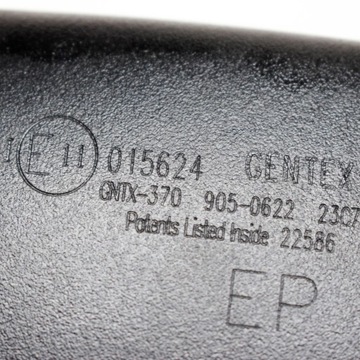 I E 11 015624 GENTEX
GNTX-370 905-0622 23C7
Patents Listed Inside 22586
EP